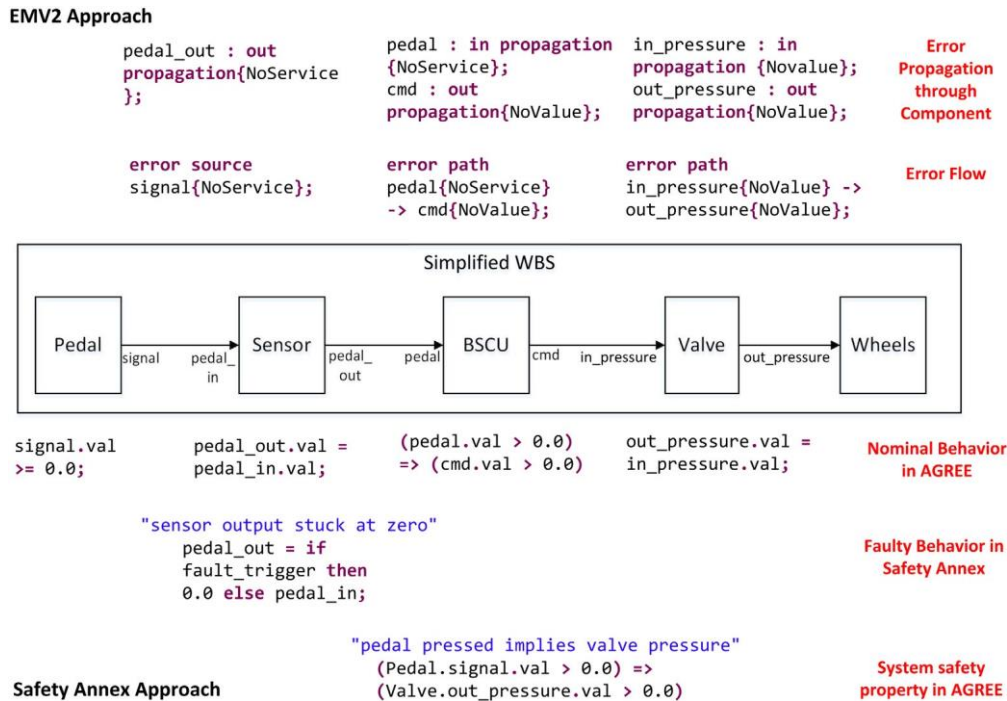 EMV2 Approach
pedal_out : out
propagation{NoService
};
pedal : in propagation
{NoService};
cmd : out
propagation{NoValue};
in_pressure : in
propagation {Novalue};
out_pressure : out
propagation{NoValue};
Error
Propagation
through
Component
error source
signal{NoService};
error path
pedal{NoService}
-> cmd{NoValue};
error path
in_pressure{NoValue} ->
out_pressure{NoValue};
Error Flow
Simplified WBS
Pedal
signal
pedal_
in
Sensor
pedal_
out
pedal
BSCU
cmd
in_pressure
Valve
out_pressure
Wheels
signal.val
>= 0.0;
pedal_out.val =
pedal_in.val;
(pedal.val > 0.0)
=> (cmd.val > 0.0)
out_pressure.val =
in_pressure.val;
Nominal Behavior
in AGREE
"sensor output stuck at zero"
pedal_out = if
fault_trigger then
0.0 else pedal_in;
Faulty Behavior in
Safety Annex
"pedal pressed implies valve pressure"
(Pedal.signal.val > 0.0) =>
(Valve.out_pressure.val > 0.0)
System safety
property in AGREE
Safety Annex Approach